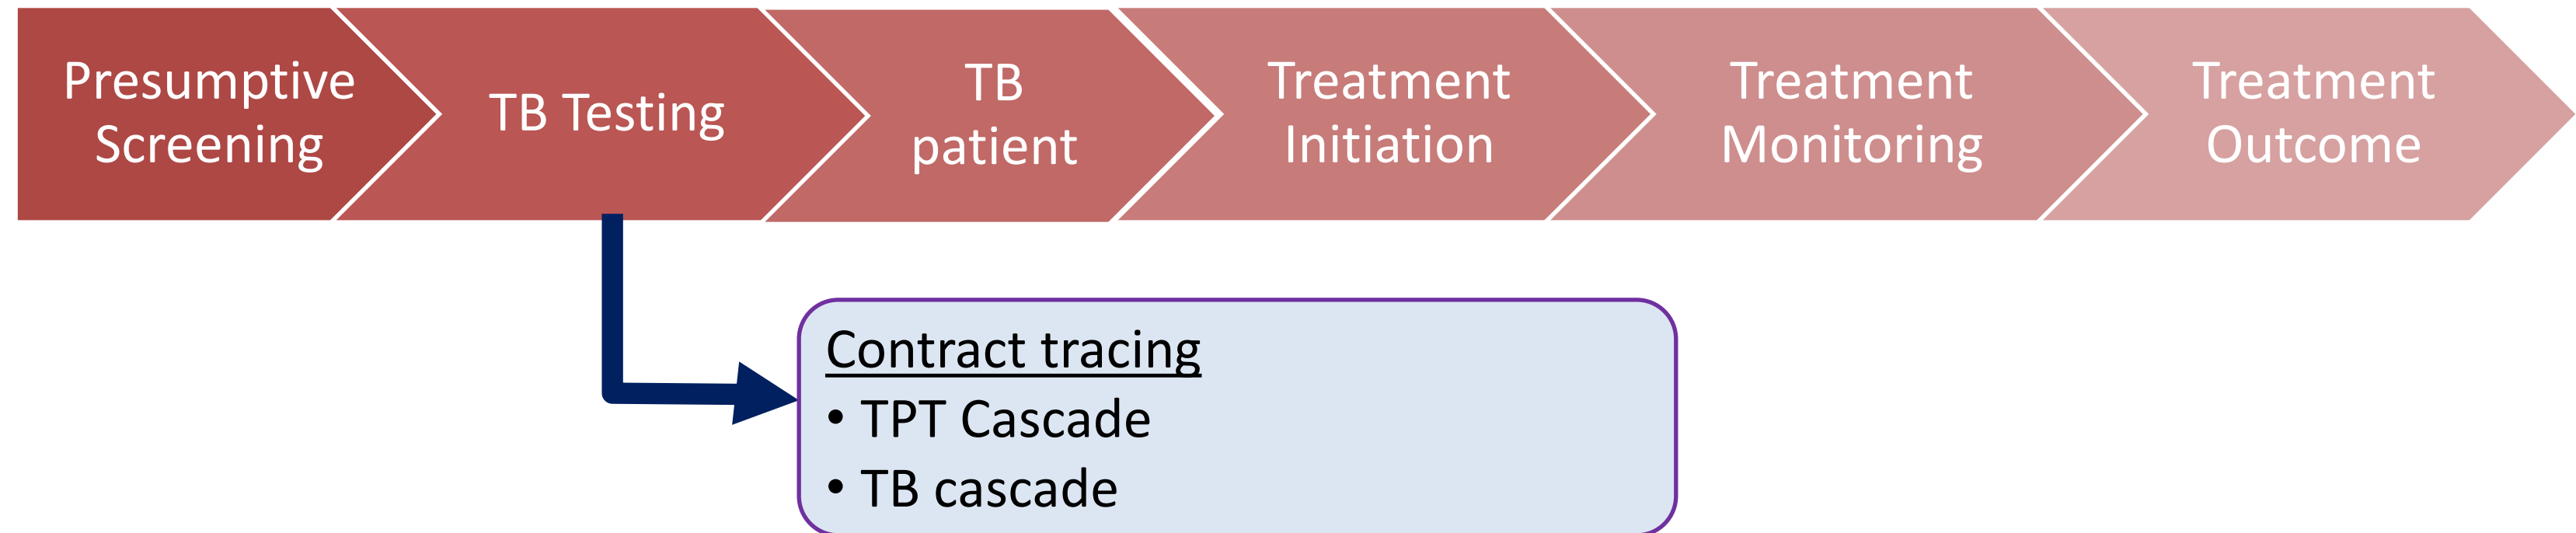 Presumptive
Screening
TB Testing
TB
patient
Treatment
Initiation
Treatment
Monitoring
Treatment
Outcome
Contract tracing
• TPT Cascade
• TB cascade